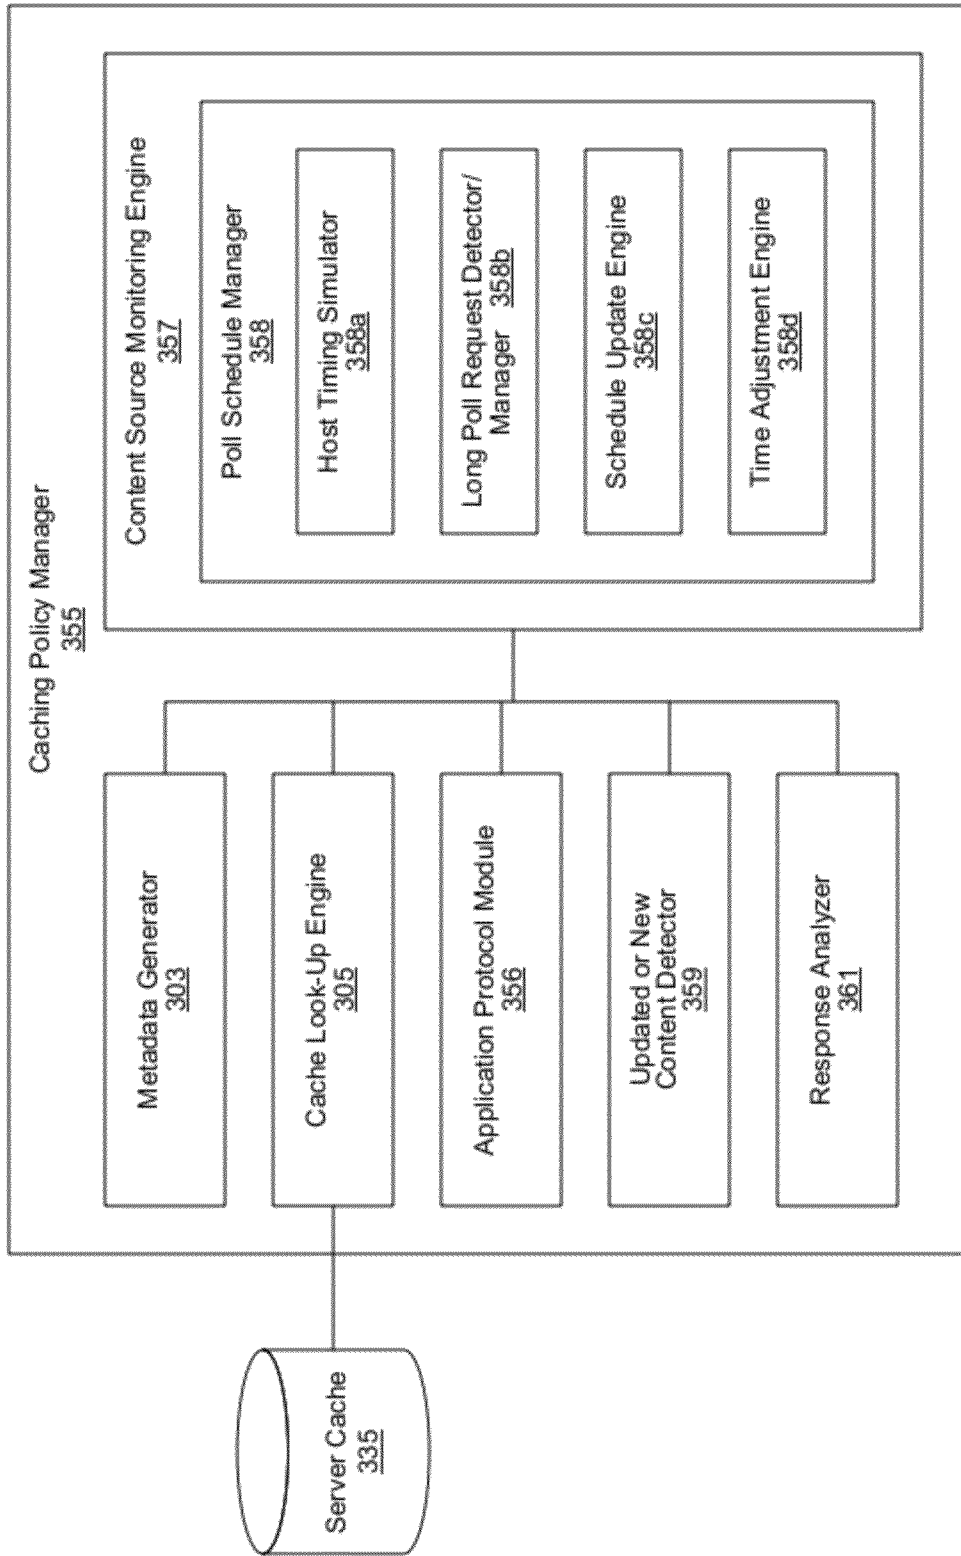 Caching Policy Manager
355
Server Cache
335
Metadata Generator
303
Cache Look-Up Engine
305
Application Protocol Module
356
Updated or New
Content Detector
359
Response Analyzer
361
Content Source Monitoring Engine
357
Poll Schedule Manager
358
Host Timing Simulator
358a
Long Poll Request Detector/
Manager 358b
Schedule Update Engine
358c
Time Adjustment Engine
358d